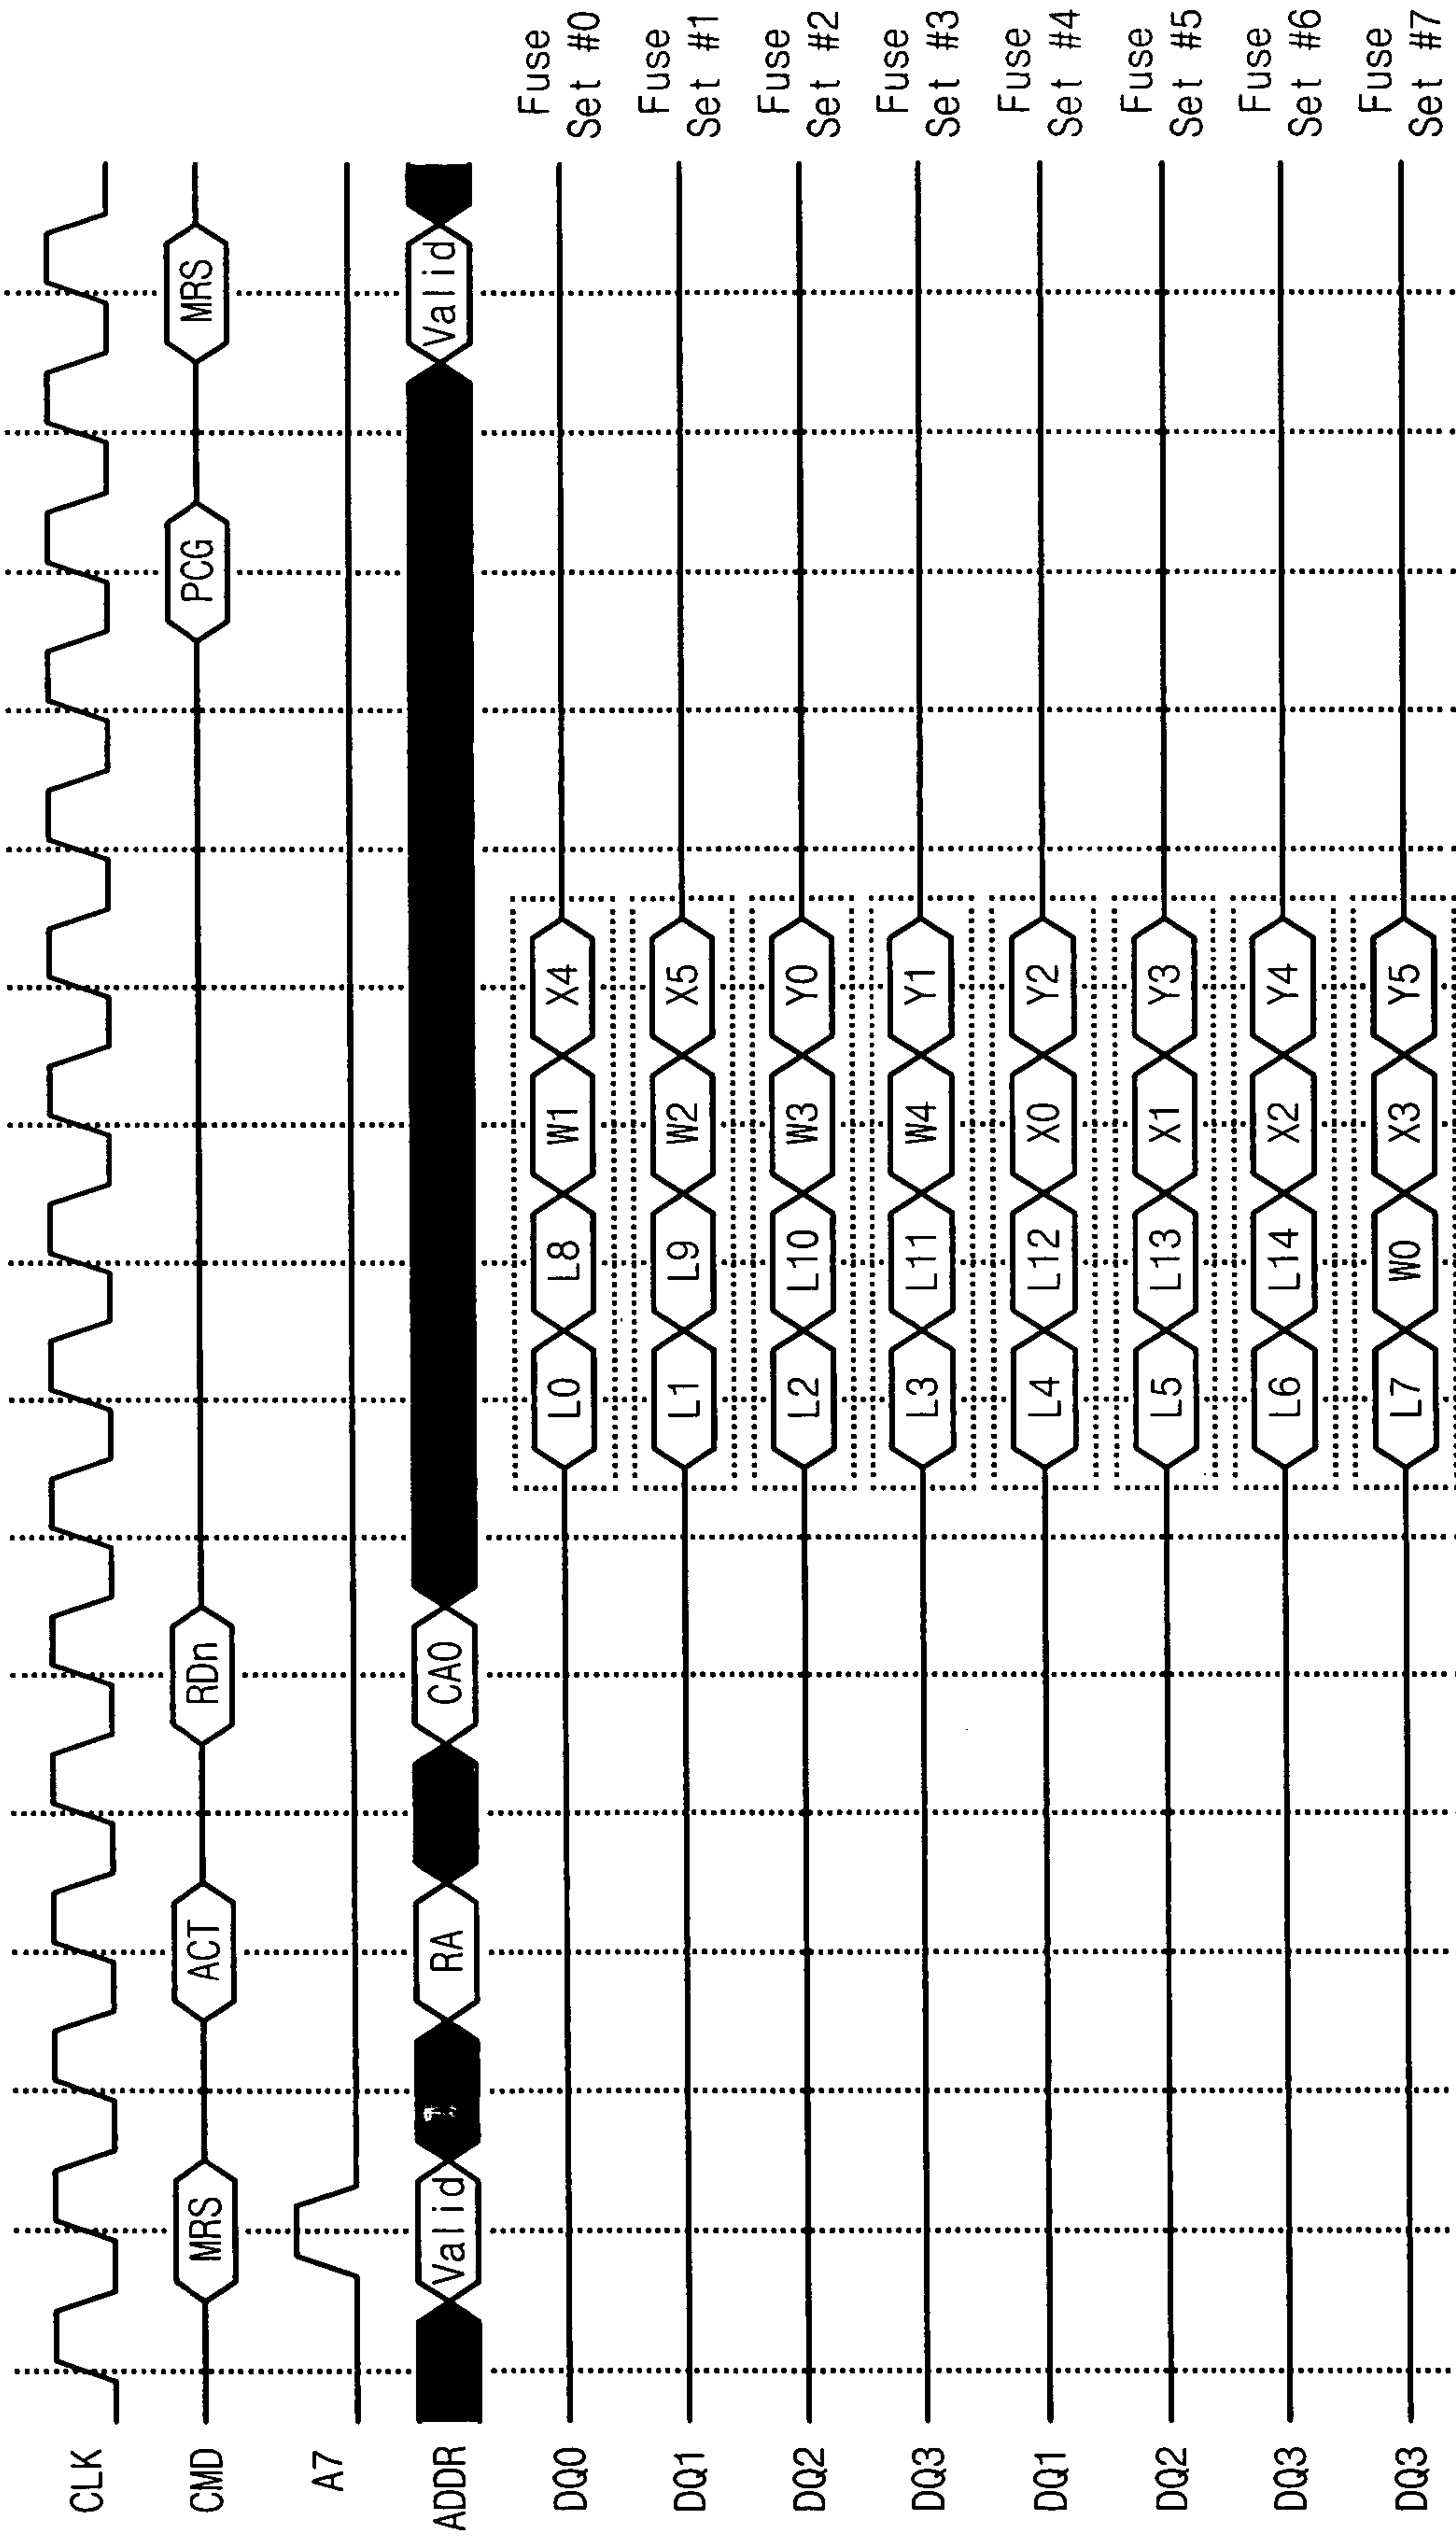 CLK
CMD MRS ACT RDn PCG MRS
A7
ADDR Valid RA CA0 Valid
DQ0 L0 L8 W1 X4 Fuse Set #0
DQ1 L1 L9 W2 X5 Fuse Set #1
DQ2 L2 L10 W3 Y0 Fuse Set #2
DQ3 L3 L11 W4 Y1 Fuse Set #3
DQ1 L4 L12 X0 Y2 Fuse Set #4
DQ2 L5 L13 X1 Y3 Fuse Set #5
DQ3 L6 L14 X2 Y4 Fuse Set #6
DQ3 L7 W0 X3 Y5 Fuse Set #7